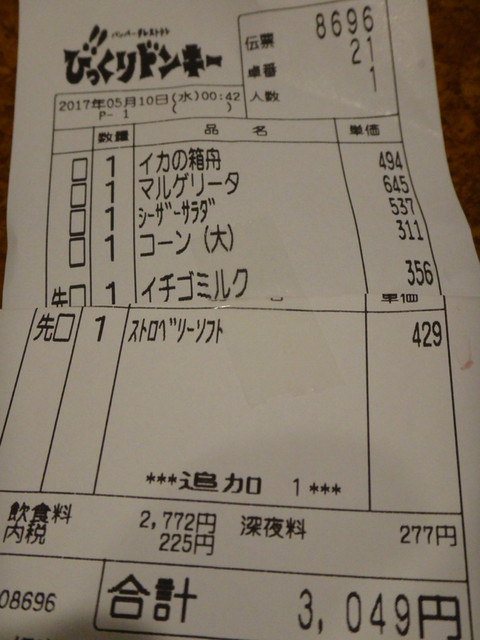 ハンバーグレストラン
びっくりドンキー
伝票 8696
卓番 21
人数 1
2017年05月10日(水)00:42
P- 1 ( )
数量 品名 単価
□ 1 イカの箱舟 494
□ 1 マルゲリータ 645
□ 1 シーザーサラダ 537
□ 1 コーン(大) 311
先□ 1 イチゴミルク 356
単価
先□ 1 ストロベリーソフト 429
***追加 1***
飲食料 2,772円 深夜料 277円
内税 225円
08696 合計 3,049円